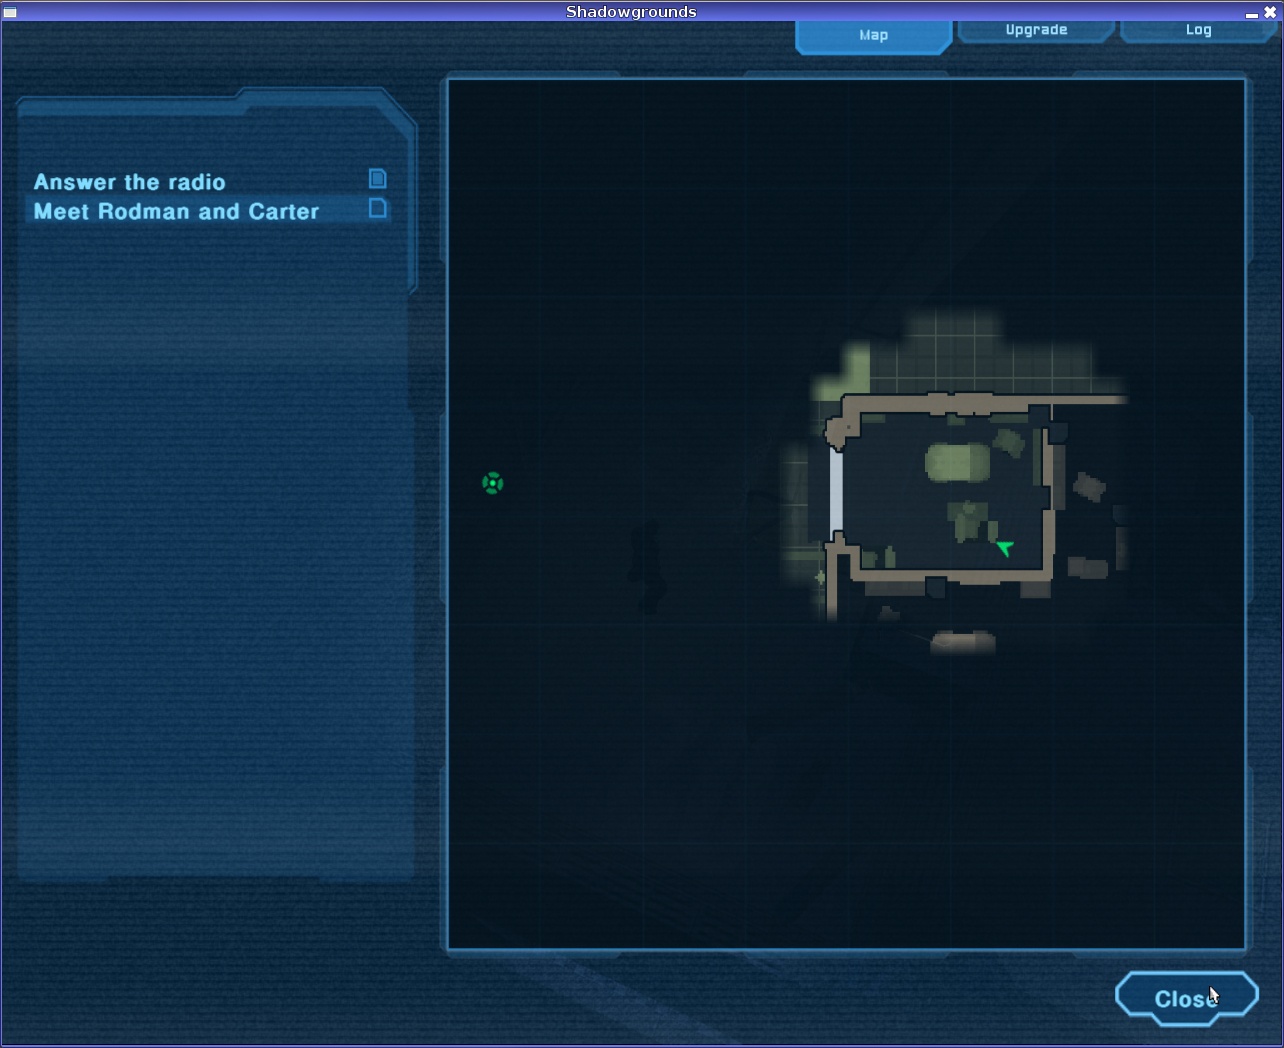 Shadowgrounds
Map
Upgrade
Log
Answer the radio
Meet Rodman and Carter
Close